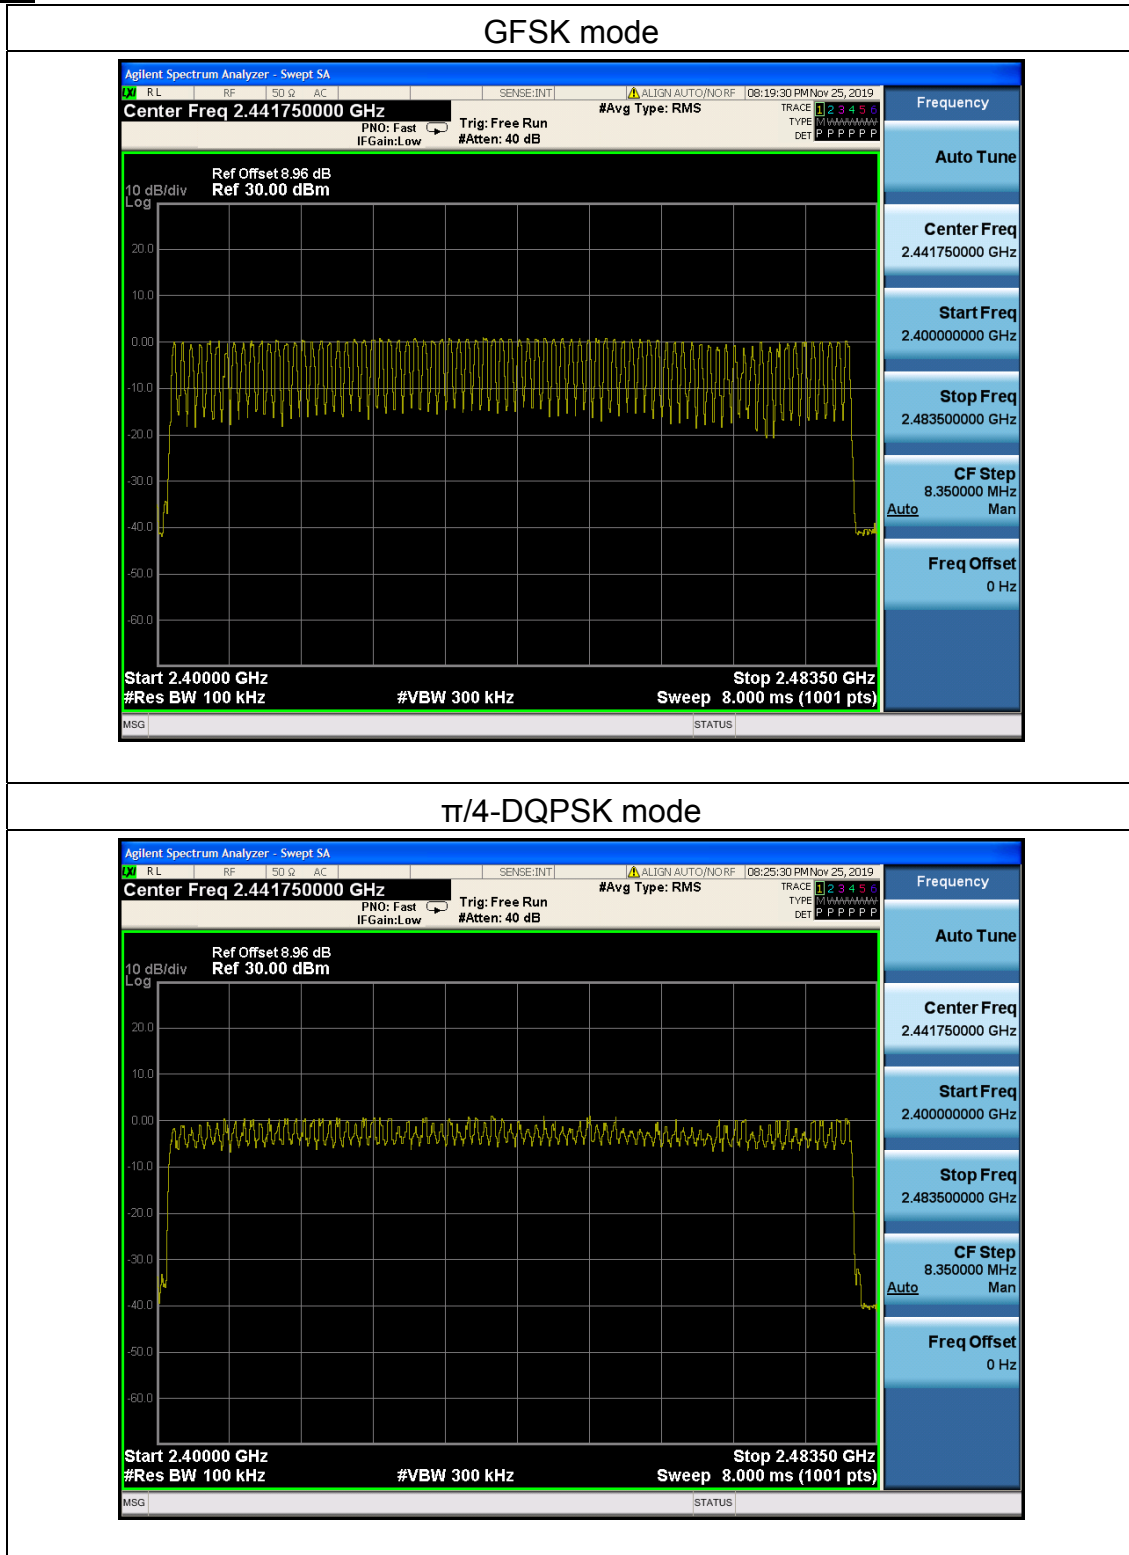 GFSK mode
Agilent Spectrum Analyzer - Swept SA
LXI RL RF 50 Ω AC SENSE:INT ALIGN AUTO/NO RF 08:19:30 PM Nov 25, 2019
Center Freq 2.441750000 GHz
PNO: Fast
IFGain:Low
Trig: Free Run
#Atten: 40 dB
#Avg Type: RMS
TRACE 1 2 3 4 5 6
TYPE M WWWWW
DET P P P P P P
Ref Offset 8.96 dB
10 dB/div Ref 30.00 dBm
Log
20.0
10.0
0.00
-10.0
-20.0
-30.0
-40.0
-50.0
-60.0
Start 2.40000 GHz Stop 2.48350 GHz
#Res BW 100 kHz #VBW 300 kHz Sweep 8.000 ms (1001 pts)
MSG STATUS
Frequency
Auto Tune
Center Freq
2.441750000 GHz
Start Freq
2.400000000 GHz
Stop Freq
2.483500000 GHz
CF Step
8.350000 MHz
Auto Man
Freq Offset
0 Hz
π/4-DQPSK mode
Agilent Spectrum Analyzer - Swept SA
LXI RL RF 50 Ω AC SENSE:INT ALIGN AUTO/NO RF 08:25:30 PM Nov 25, 2019
Center Freq 2.441750000 GHz
PNO: Fast
IFGain:Low
Trig: Free Run
#Atten: 40 dB
#Avg Type: RMS
TRACE 1 2 3 4 5 6
TYPE M WWWWW
DET P P P P P P
Ref Offset 8.96 dB
10 dB/div Ref 30.00 dBm
Log
20.0
10.0
0.00
-10.0
-20.0
-30.0
-40.0
-50.0
-60.0
Start 2.40000 GHz Stop 2.48350 GHz
#Res BW 100 kHz #VBW 300 kHz Sweep 8.000 ms (1001 pts)
MSG STATUS
Frequency
Auto Tune
Center Freq
2.441750000 GHz
Start Freq
2.400000000 GHz
Stop Freq
2.483500000 GHz
CF Step
8.350000 MHz
Auto Man
Freq Offset
0 Hz